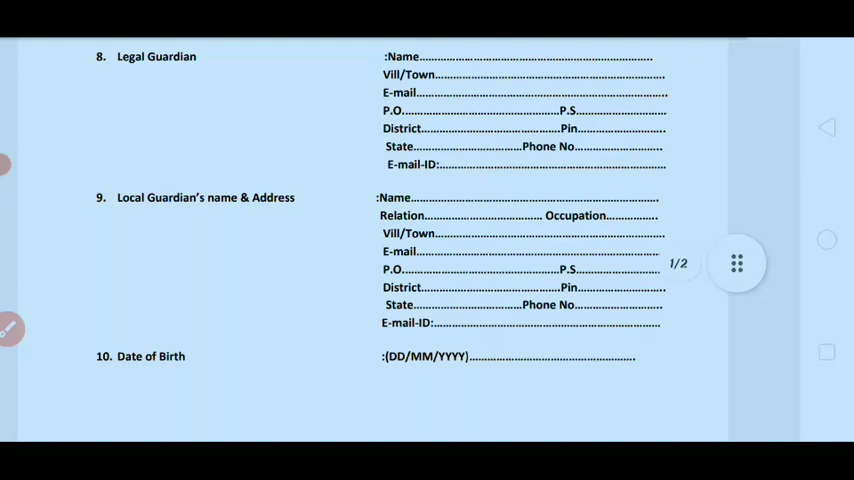 8. Legal Guardian :Name..........................................................
Vill/Town..........................................................
E-mail...............................................................
P.O.......................................P.S.......................
District...................................Pin......................
State...........................Phone No......................
E-mail-ID:.........................................................
9. Local Guardian’s name & Address :Name..............................................................
Relation............................. Occupation.............
Vill/Town..........................................................
E-mail.............................................................
P.O.......................................P.S.....................
District...................................Pin......................
State...........................Phone No......................
E-mail-ID:.........................................................
1/2
10. Date of Birth :(DD/MM/YYYY)..........................................